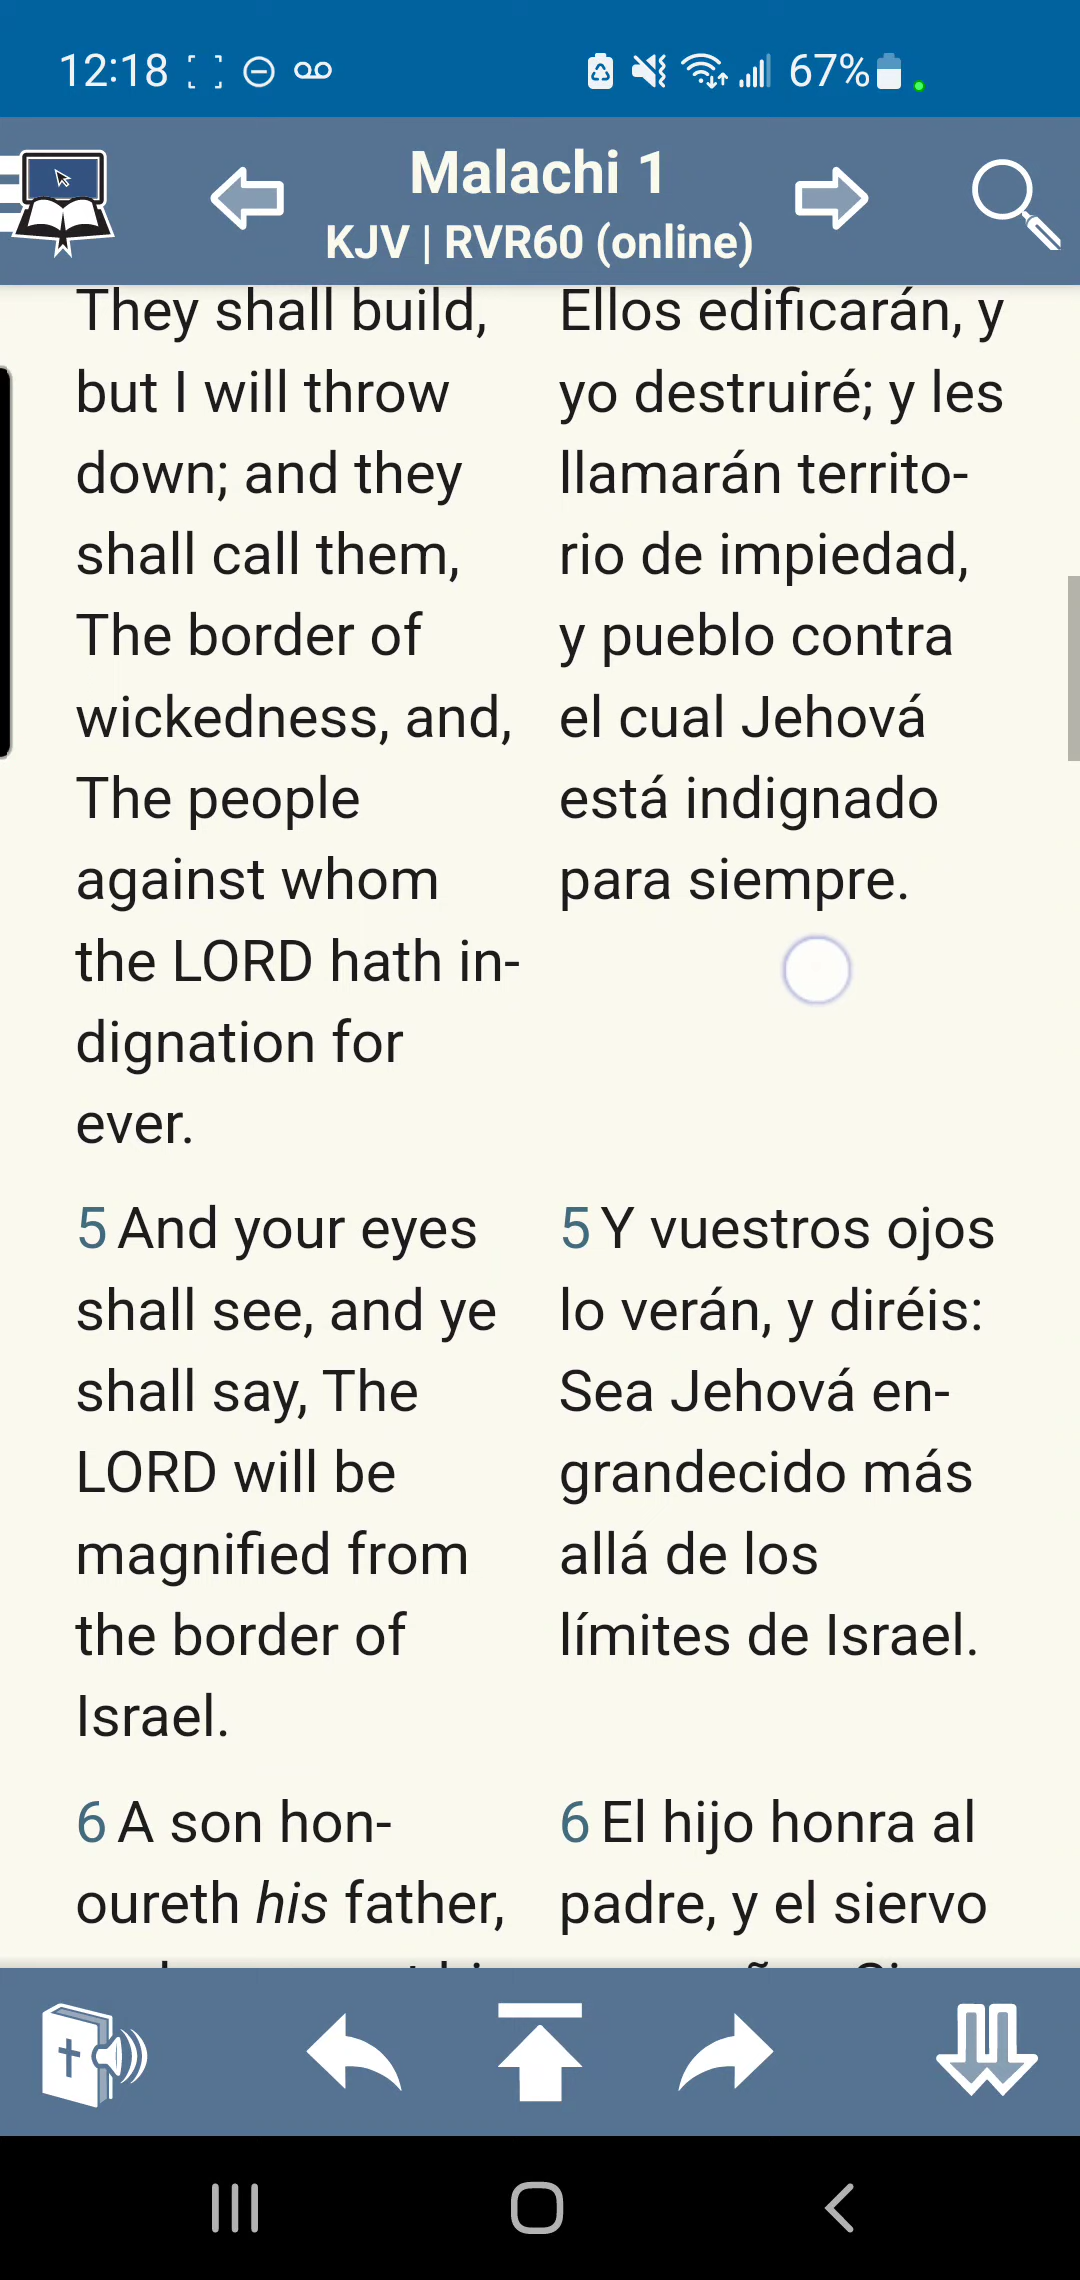 12:18
67%
Malachi 1
KJV | RVR60 (online)
They shall build,
but I will throw
down; and they
shall call them,
The border of
wickedness, and,
The people
against whom
the LORD hath in-
dignation for
ever.
Ellos edificarán, y
yo destruiré; y les
llamarán territo-
rio de impiedad,
y pueblo contra
el cual Jehová
está indignado
para siempre.
5 And your eyes
shall see, and ye
shall say, The
LORD will be
magnified from
the border of
Israel.
5 Y vuestros ojos
lo verán, y diréis:
Sea Jehová en-
grandecido más
allá de los
límites de Israel.
6 A son hon-
oureth his father,
6 El hijo honra al
padre, y el siervo